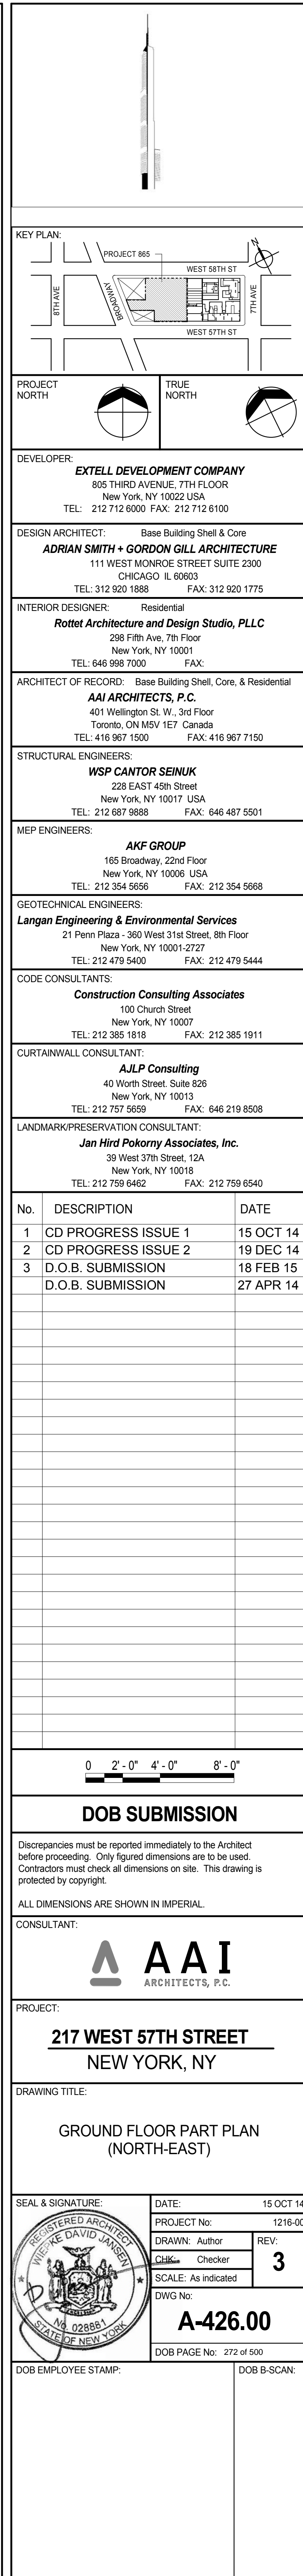 KEY PLAN:
N
PROJECT 865
WEST 58TH ST
8TH AVE
BROADWAY
7TH AVE
WEST 57TH ST
PROJECT
NORTH
TRUE
NORTH
DEVELOPER:
EXTELL DEVELOPMENT COMPANY
805 THIRD AVENUE, 7TH FLOOR
New York, NY 10022 USA
TEL: 212 712 6000 FAX: 212 712 6100
DESIGN ARCHITECT: Base Building Shell & Core
ADRIAN SMITH + GORDON GILL ARCHITECTURE
111 WEST MONROE STREET SUITE 2300
CHICAGO IL 60603
TEL: 312 920 1888 FAX: 312 920 1775
INTERIOR DESIGNER: Residential
Rottet Architecture and Design Studio, PLLC
298 Fifth Ave, 7th Floor
New York, NY 10001
TEL: 646 998 7000 FAX:
ARCHITECT OF RECORD: Base Building Shell, Core, & Residential
AAI ARCHITECTS, P.C.
401 Wellington St. W., 3rd Floor
Toronto, ON M5V 1E7 Canada
TEL: 416 967 1500 FAX: 416 967 7150
STRUCTURAL ENGINEERS:
WSP CANTOR SEINUK
228 EAST 45th Street
New York, NY 10017 USA
TEL: 212 687 9888 FAX: 646 487 5501
MEP ENGINEERS:
AKF GROUP
165 Broadway, 22nd Floor
New York, NY 10006 USA
TEL: 212 354 5656 FAX: 212 354 5668
GEOTECHNICAL ENGINEERS:
Langan Engineering & Environmental Services
21 Penn Plaza - 360 West 31st Street, 8th Floor
New York, NY 10001-2727
TEL: 212 479 5400 FAX: 212 479 5444
CODE CONSULTANTS:
Construction Consulting Associates
100 Church Street
New York, NY 10007
TEL: 212 385 1818 FAX: 212 385 1911
CURTAINWALL CONSULTANT:
AJLP Consulting
40 Worth Street. Suite 826
New York, NY 10013
TEL: 212 757 5659 FAX: 646 219 8508
LANDMARK/PRESERVATION CONSULTANT:
Jan Hird Pokorny Associates, Inc.
39 West 37th Street, 12A
New York, NY 10018
TEL: 212 759 6462 FAX: 212 759 6540
No. DESCRIPTION DATE
1 CD PROGRESS ISSUE 1 15 OCT 14
2 CD PROGRESS ISSUE 2 19 DEC 14
3 D.O.B. SUBMISSION 18 FEB 15
D.O.B. SUBMISSION 27 APR 14
0 2' - 0" 4' - 0" 8' - 0"
DOB SUBMISSION
Discrepancies must be reported immediately to the Architect
before proceeding. Only figured dimensions are to be used.
Contractors must check all dimensions on site. This drawing is
protected by copyright.
ALL DIMENSIONS ARE SHOWN IN IMPERIAL.
CONSULTANT:
AAI
ARCHITECTS, P.C.
PROJECT:
217 WEST 57TH STREET
NEW YORK, NY
DRAWING TITLE:
GROUND FLOOR PART PLAN
(NORTH-EAST)
SEAL & SIGNATURE:
REGISTERED ARCHITECT
WEI-KE DAVID JANSEN
No. 028881
STATE OF NEW YORK
DATE: 15 OCT 14
PROJECT No: 1216-00
DRAWN: Author
REV:
CHK: Checker
3
SCALE: As indicated
DWG No:
A-426.00
DOB PAGE No: 272 of 500
DOB EMPLOYEE STAMP:
DOB B-SCAN: